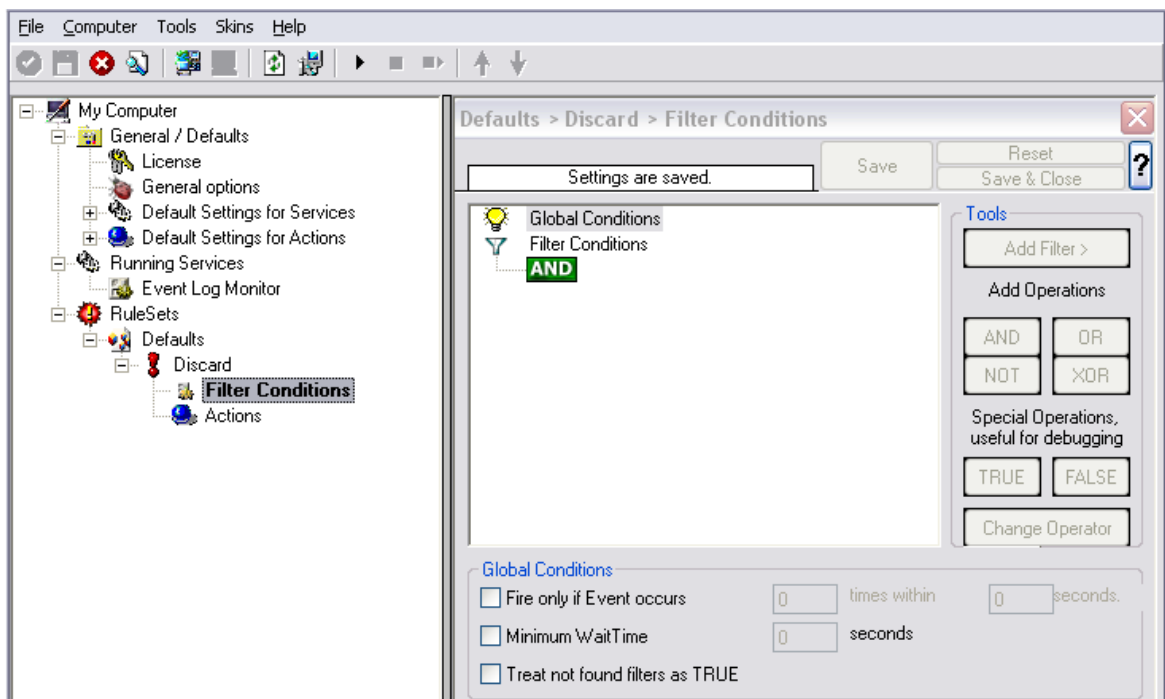 File Computer Tools Skins Help
My Computer
General / Defaults
License
General options
Default Settings for Services
Default Settings for Actions
Running Services
Event Log Monitor
RuleSets
Defaults
Discard
Filter Conditions
Actions
Defaults > Discard > Filter Conditions
Settings are saved.
Save
Reset
Save & Close
?
Global Conditions
Filter Conditions
AND
Tools
Add Filter >
Add Operations
AND OR
NOT XOR
Special Operations,
useful for debugging
TRUE FALSE
Change Operator
Global Conditions
Fire only if Event occurs 0 times within 0 seconds.
Minimum WaitTime 0 seconds
Treat not found filters as TRUE